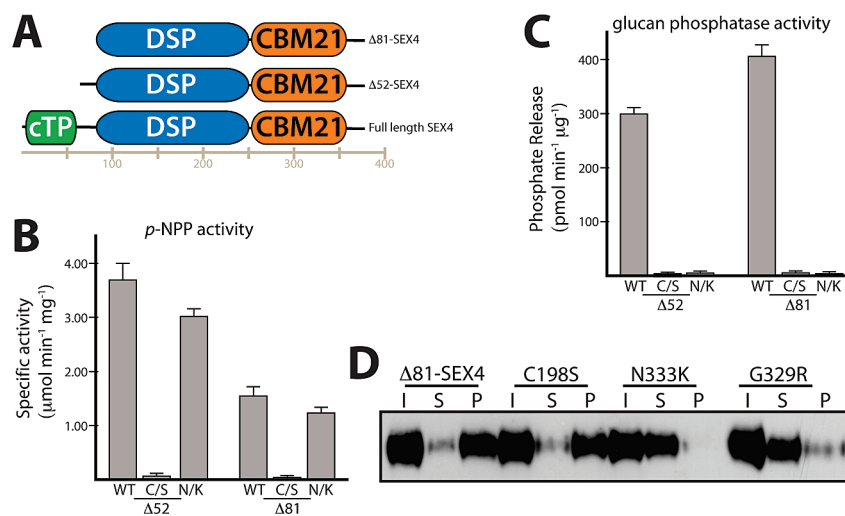 A
DSP CBM21 Δ81-SEX4
DSP CBM21 Δ52-SEX4
cTP DSP CBM21 Full length SEX4
100 200 300 400
B
p-NPP activity
Specific activity
(μmol min-1 mg-1)
4.00
3.00
2.00
1.00
WT C/S N/K WT C/S N/K
Δ52 Δ81
C
glucan phosphatase activity
Phosphate Release
(pmol min-1 μg-1)
400
300
200
100
WT C/S N/K WT C/S N/K
Δ52 Δ81
D
Δ81-SEX4 C198S N333K G329R
I S P I S P I S P I S P